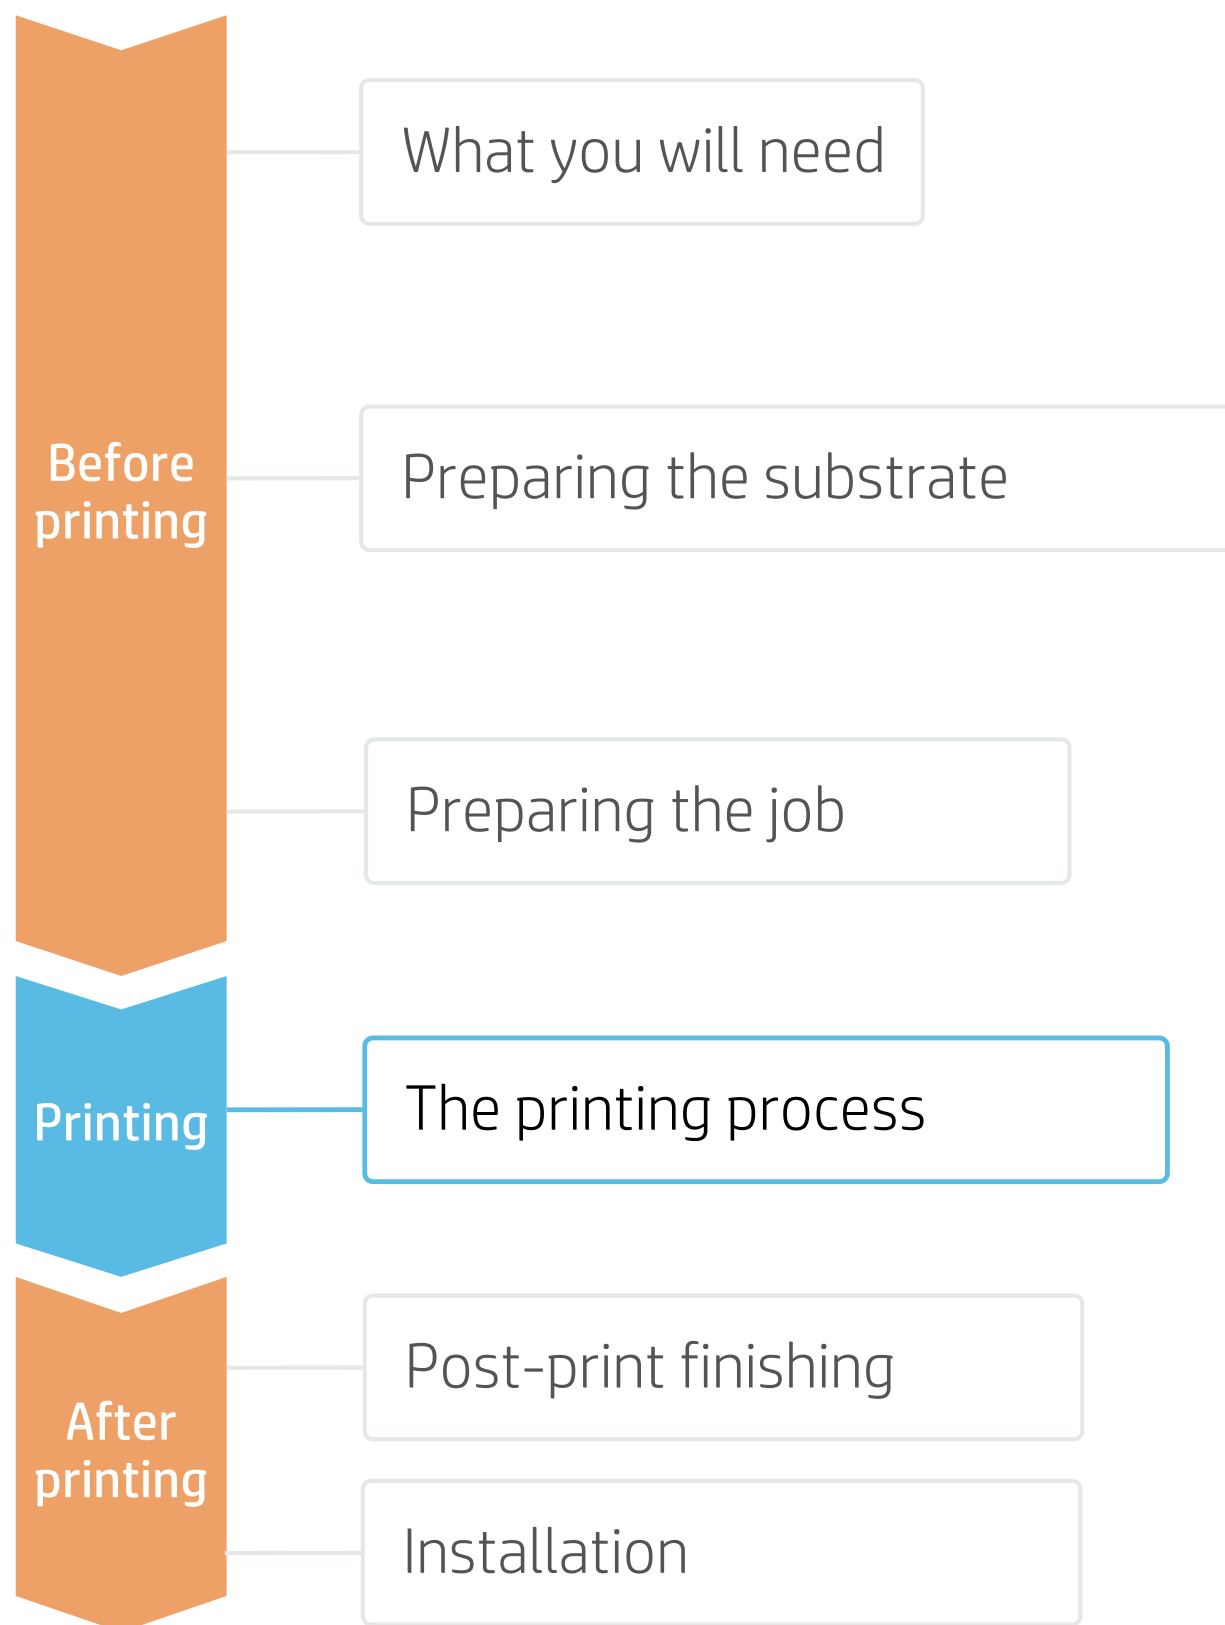 What you will need
Before
printing
Preparing the substrate
Preparing the job
Printing
The printing process
After
printing
Post-print finishing
Installation